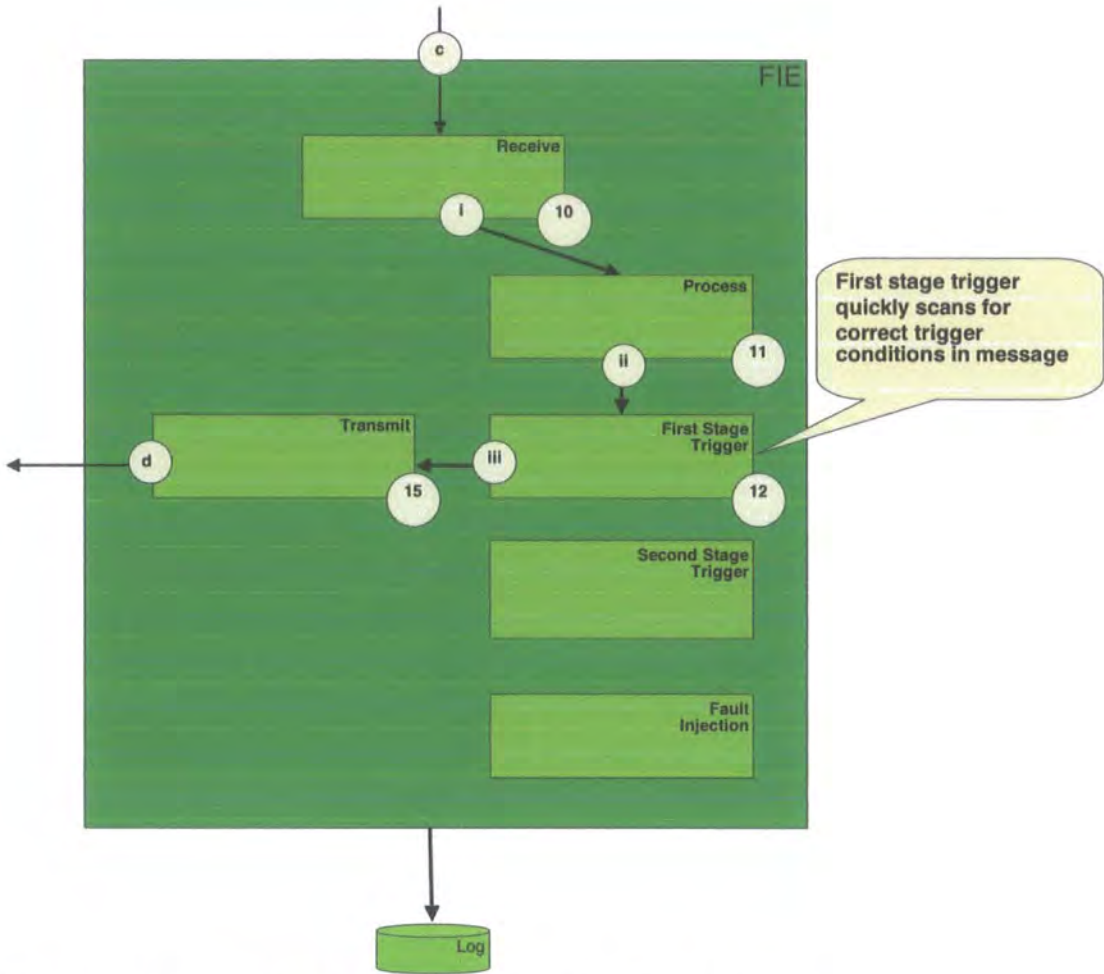 c
FIE
Receive
i
10
Process
ii
11
First stage trigger
quickly scans for
correct trigger
conditions in message
Transmit
d
15
iii
First Stage
Trigger
12
Second Stage
Trigger
Fault
Injection
Log